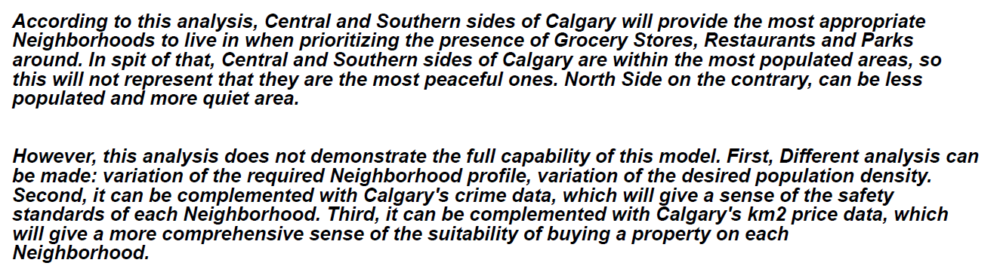 According to this analysis, Central and Southern sides of Calgary will provide the most appropriate
Neighborhoods to live in when prioritizing the presence of Grocery Stores, Restaurants and Parks
around. In spit of that, Central and Southern sides of Calgary are within the most populated areas, so
this will not represent that they are the most peaceful ones. North Side on the contrary, can be less
populated and more quiet area.
However, this analysis does not demonstrate the full capability of this model. First, Different analysis can
be made: variation of the required Neighborhood profile, variation of the desired population density.
Second, it can be complemented with Calgary's crime data, which will give a sense of the safety
standards of each Neighborhood. Third, it can be complemented with Calgary's km2 price data, which
will give a more comprehensive sense of the suitability of buying a property on each
Neighborhood.